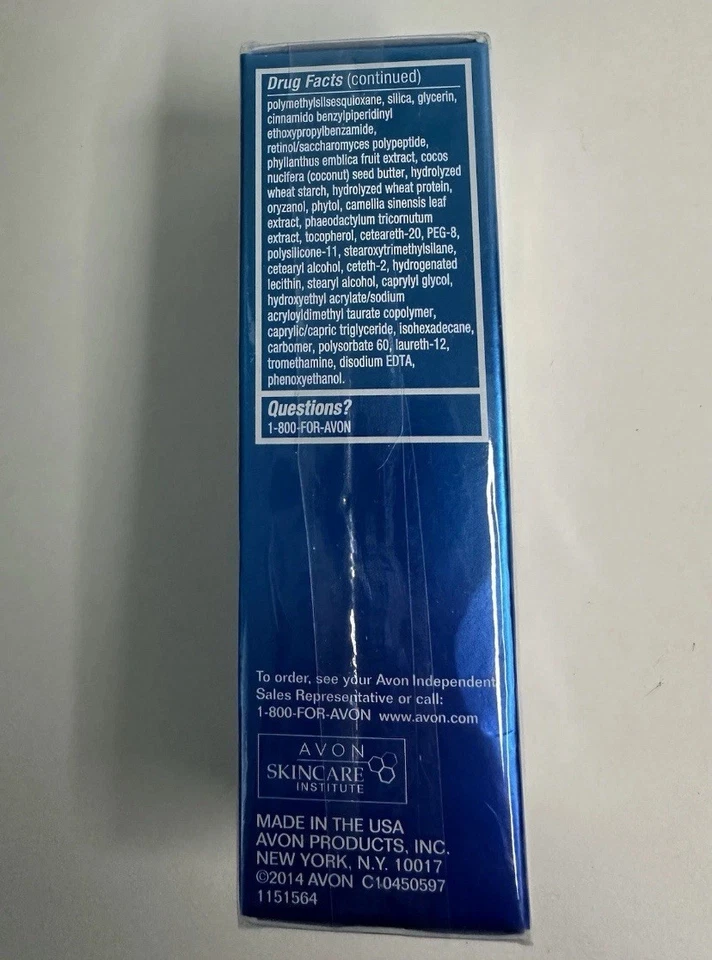 Drug Facts (continued)
polymethylsilsesquioxane, silica, glycerin,
cinnamido benzylpiperidinyl
ethoxypropylbenzamide,
retinol/saccharomyces polypeptide,
phyllanthus emblica fruit extract, cocos
nucifera (coconut) seed butter, hydrolyzed
wheat starch, hydrolyzed wheat protein,
oryzanol, phytol, camellia sinensis leaf
extract, phaeodactylum tricornutum
extract, tocopherol, ceteareth-20, PEG-8,
polysilicone-11, stearoxytrimethylsilane,
cetearyl alcohol, ceteth-2, hydrogenated
lecithin, stearyl alcohol, caprylyl glycol,
hydroxyethyl acrylate/sodium
acryloyldimethyl taurate copolymer,
caprylic/capric triglyceride, isohexadecane,
carbomer, polysorbate 60, laureth-12,
tromethamine, disodium EDTA,
phenoxyethanol.
Questions?
1-800-FOR-AVON
To order, see your Avon Independent
Sales Representative or call:
1-800-FOR-AVON www.avon.com
AVON
SKINCARE
INSTITUTE
MADE IN THE USA
AVON PRODUCTS, INC.
NEW YORK, N.Y. 10017
©2014 AVON C10450597
1151564